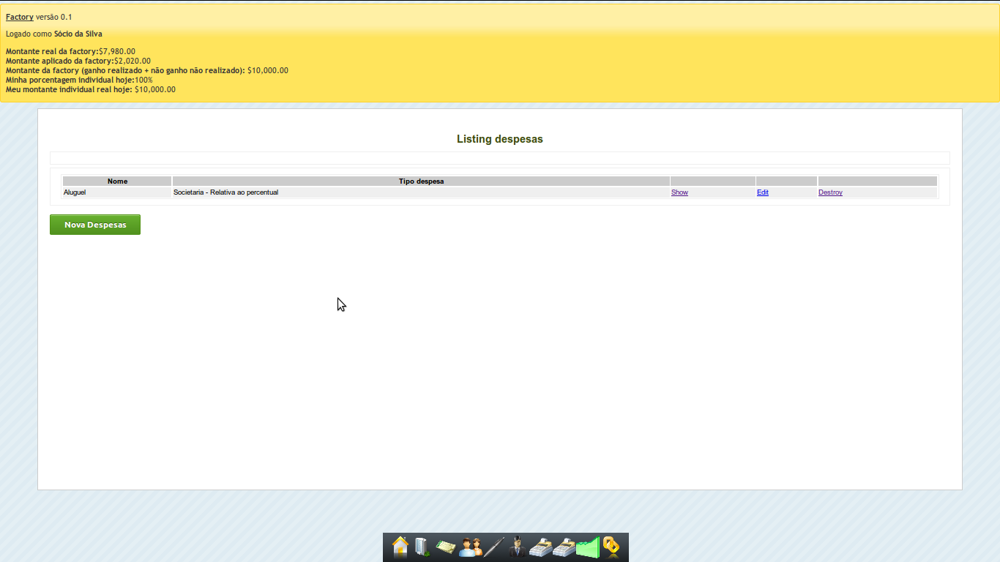 Factory versão 0.1
Logado como Sócio da Silva
Montante real da factory:$7,980.00
Montante aplicado da factory:$2,020.00
Montante da factory (ganho realizado + não ganho não realizado): $10,000.00
Minha porcentagem individual hoje:100%
Meu montante individual real hoje: $10,000.00
Listing despesas
Nome Tipo despesa
Aluguel Societaria - Relativa ao percentual Show Edit Destroy
Nova Despesas